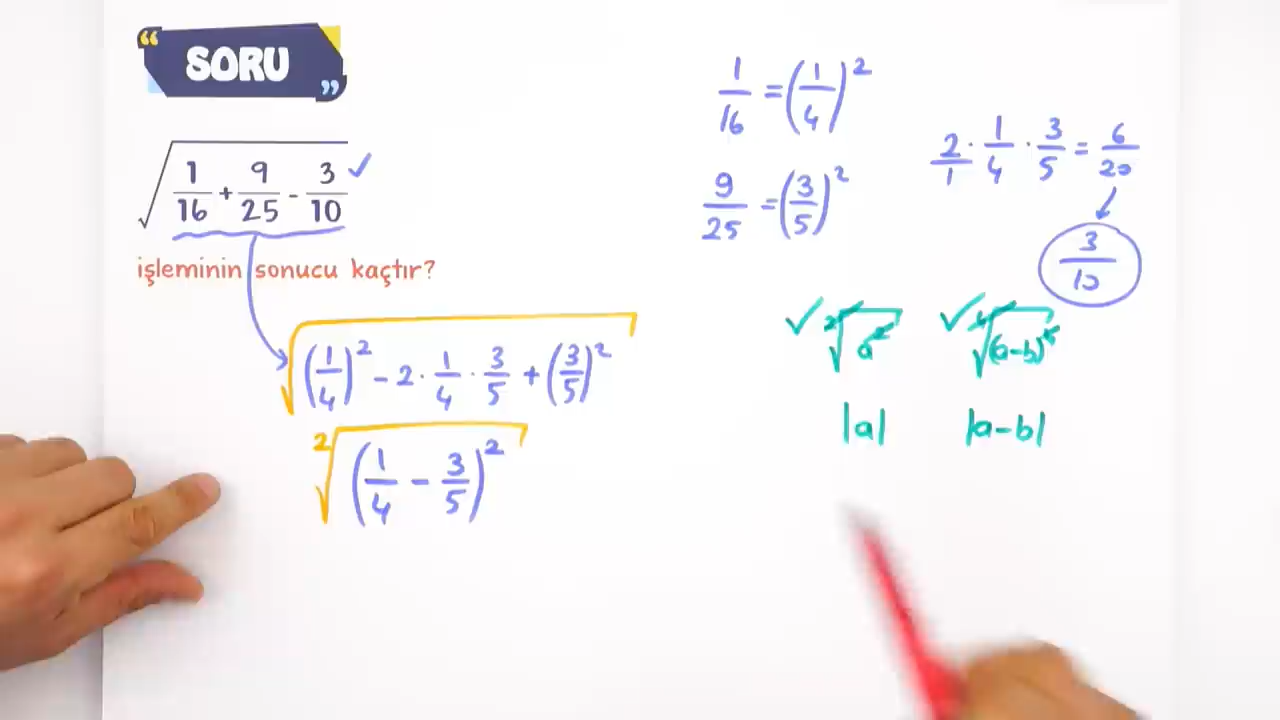 “ SORU ”
√(1/16 + 9/25 - 3/10) ✓
işleminin sonucu kaçtır?
√((1/4)² - 2 · 1/4 · 3/5 + (3/5)²)
²√((1/4 - 3/5)²)
1/16 = (1/4)²
9/25 = (3/5)²
2/1 · 1/4 · 3/5 = 6/20
3/10
✓ ²√(a²) ✓ ⁴√((a-b)⁴)
|a| |a-b|